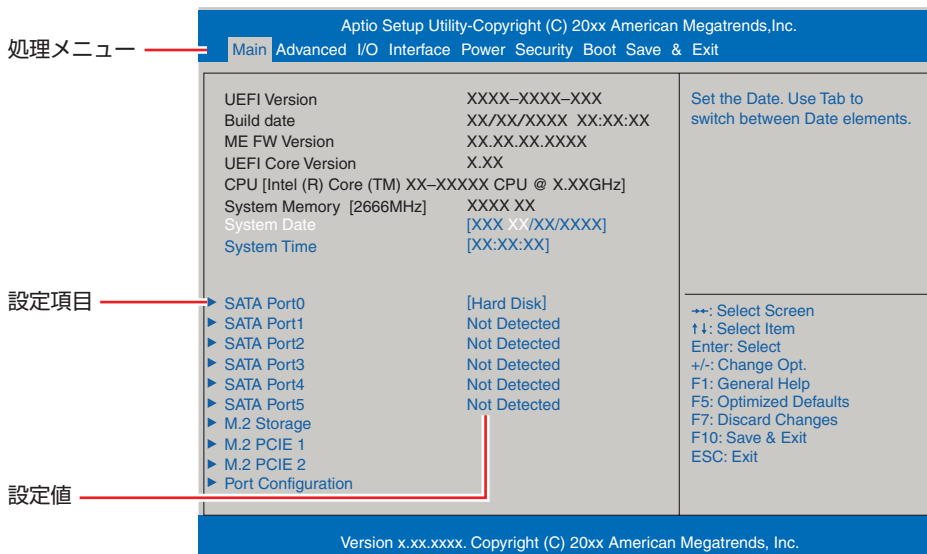 Aptio Setup Utility-Copyright (C) 20xx American Megatrends,Inc.
処理メニュー
Main Advanced I/O Interface Power Security Boot Save & Exit
UEFI Version XXXX–XXXX–XXX
Build date XX/XX/XXXX XX:XX:XX
ME FW Version XX.XX.XX.XXXX
UEFI Core Version X.XX
CPU [Intel (R) Core (TM) XX–XXXXX CPU @ X.XXGHz]
System Memory [2666MHz] XXXX XX
System Date [XXX XX/XX/XXXX]
System Time [XX:XX:XX]
Set the Date. Use Tab to
switch between Date elements.
設定項目
SATA Port0 [Hard Disk]
SATA Port1 Not Detected
SATA Port2 Not Detected
SATA Port3 Not Detected
SATA Port4 Not Detected
SATA Port5 Not Detected
M.2 Storage
M.2 PCIE 1
M.2 PCIE 2
Port Configuration
設定値
→←: Select Screen
↑↓: Select Item
Enter: Select
+/-: Change Opt.
F1: General Help
F5: Optimized Defaults
F7: Discard Changes
F10: Save & Exit
ESC: Exit
Version x.xx.xxxx. Copyright (C) 20xx American Megatrends, Inc.